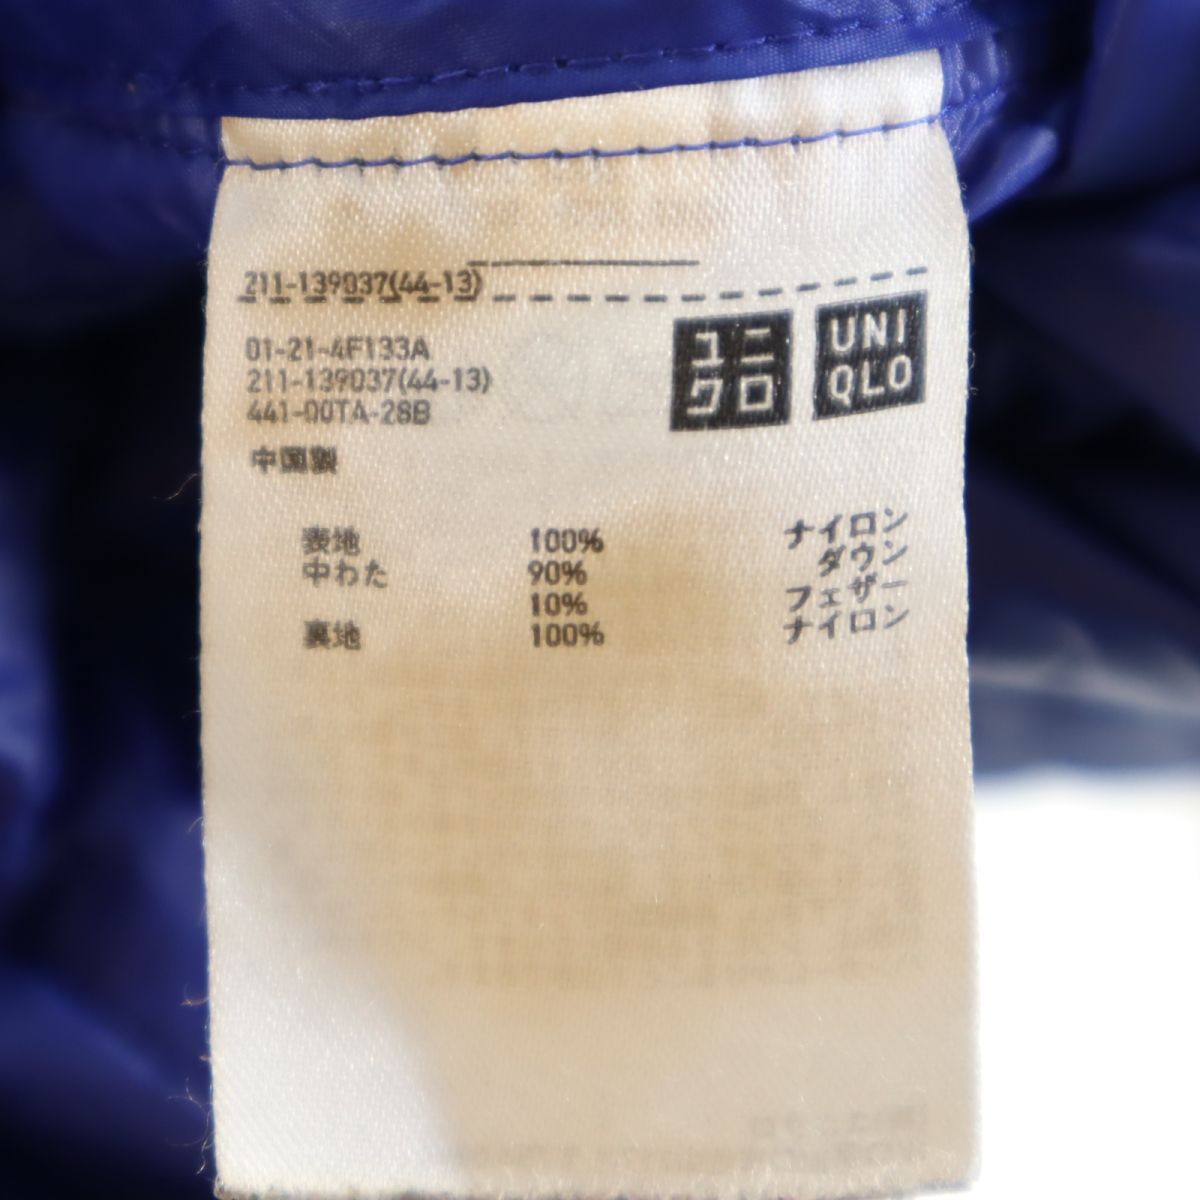 211-139037(44-13)
01-21-4F133A
211-139037(44-13)
441-00TA-28B
ユニ
クロ
UNI
QLO
中国製
表地 100% ナイロン
中わた 90% ダウン
10% フェザー
裏地 100% ナイロン